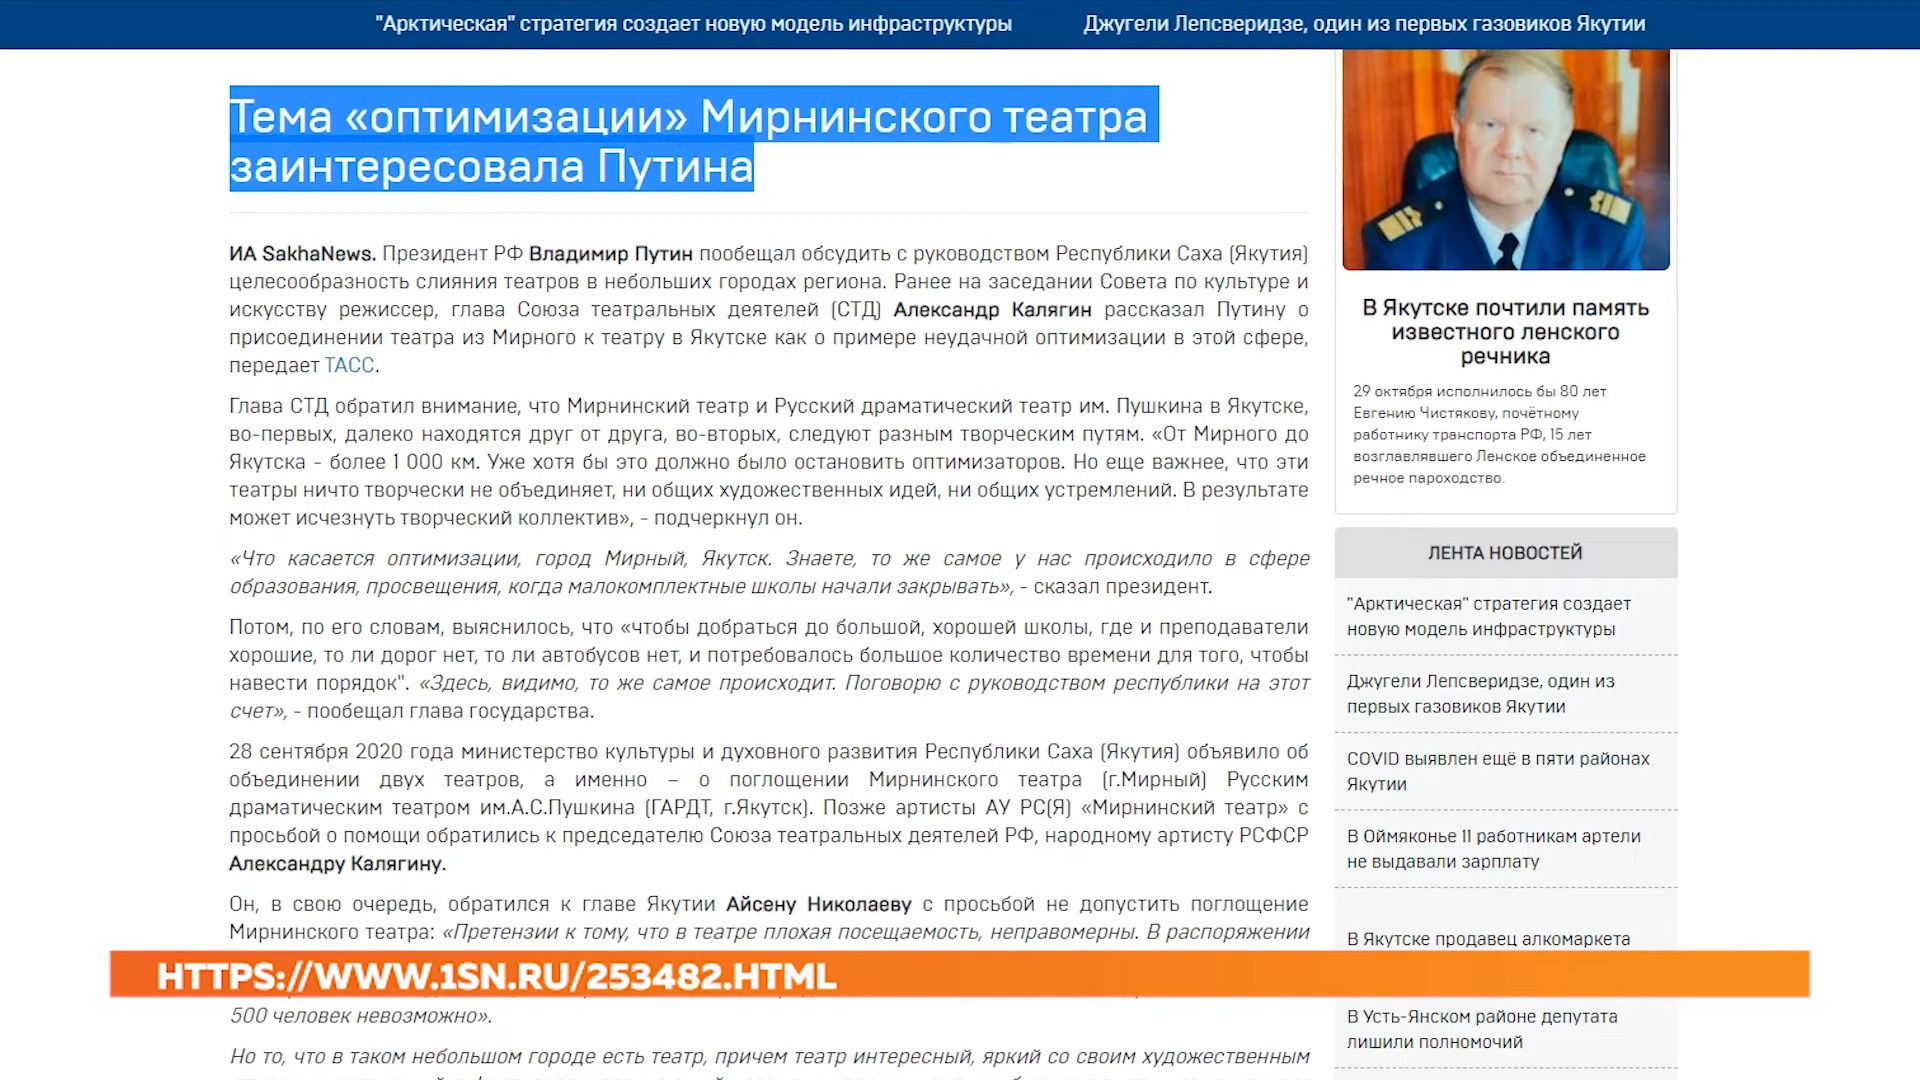 "Арктическая" стратегия создает новую модель инфраструктуры
Джугели Лепсверидзе, один из первых газовиков Якутии
Тема «оптимизации» Мирнинского театра
заинтересовала Путина
ИА SakhaNews. Президент РФ Владимир Путин пообещал обсудить с руководством Республики Саха (Якутия)
целесообразность слияния театров в небольших городах региона. Ранее на заседании Совета по культуре и
искусству режиссер, глава Союза театральных деятелей (СТД) Александр Калягин рассказал Путину о
присоединении театра из Мирного к театру в Якутске как о примере неудачной оптимизации в этой сфере,
передает ТАСС.
Глава СТД обратил внимание, что Мирнинский театр и Русский драматический театр им. Пушкина в Якутске,
во-первых, далеко находятся друг от друга, во-вторых, следуют разным творческим путям. «От Мирного до
Якутска - более 1 000 км. Уже хотя бы это должно было остановить оптимизаторов. Но еще важнее, что эти
театры ничто творчески не объединяет, ни общих художественных идей, ни общих устремлений. В результате
может исчезнуть творческий коллектив», - подчеркнул он.
«Что касается оптимизации, город Мирный, Якутск. Знаете, то же самое у нас происходило в сфере
образования, просвещения, когда малокомплектные школы начали закрывать», - сказал президент.
Потом, по его словам, выяснилось, что «чтобы добраться до большой, хорошей школы, где и преподаватели
хорошие, то ли дорог нет, то ли автобусов нет, и потребовалось большое количество времени для того, чтобы
навести порядок". «Здесь, видимо, то же самое происходит. Поговорю с руководством республики на этот
счет», - пообещал глава государства.
28 сентября 2020 года министерство культуры и духовного развития Республики Саха (Якутия) объявило об
объединении двух театров, а именно – о поглощении Мирнинского театра (г.Мирный) Русским
драматическим театром им.А.С.Пушкина (ГАРДТ, г.Якутск). Позже артисты АУ РС(Я) «Мирнинский театр» с
просьбой о помощи обратились к председателю Союза театральных деятелей РФ, народному артисту РСФСР
Александру Калягину.
Он, в свою очередь, обратился к главе Якутии Айсену Николаеву с просьбой не допустить поглощение
Мирнинского театра: «Претензии к тому, что в театре плохая посещаемость, неправомерны. В распоряжении
HTTPS://WWW.1SN.RU/253482.HTML
500 человек невозможно».
Но то, что в таком небольшом городе есть театр, причем театр интересный, яркий со своим художественным
В Якутске почтили память
известного ленского
речника
29 октября исполнилось бы 80 лет
Евгению Чистякову, почётному
работнику транспорта РФ, 15 лет
возглавлявшего Ленское объединенное
речное пароходство.
ЛЕНТА НОВОСТЕЙ
"Арктическая" стратегия создает
новую модель инфраструктуры
Джугели Лепсверидзе, один из
первых газовиков Якутии
COVID выявлен ещё в пяти районах
Якутии
В Оймяконье 11 работникам артели
не выдавали зарплату
В Якутске продавец алкомаркета
В Усть-Янском районе депутата
лишили полномочий